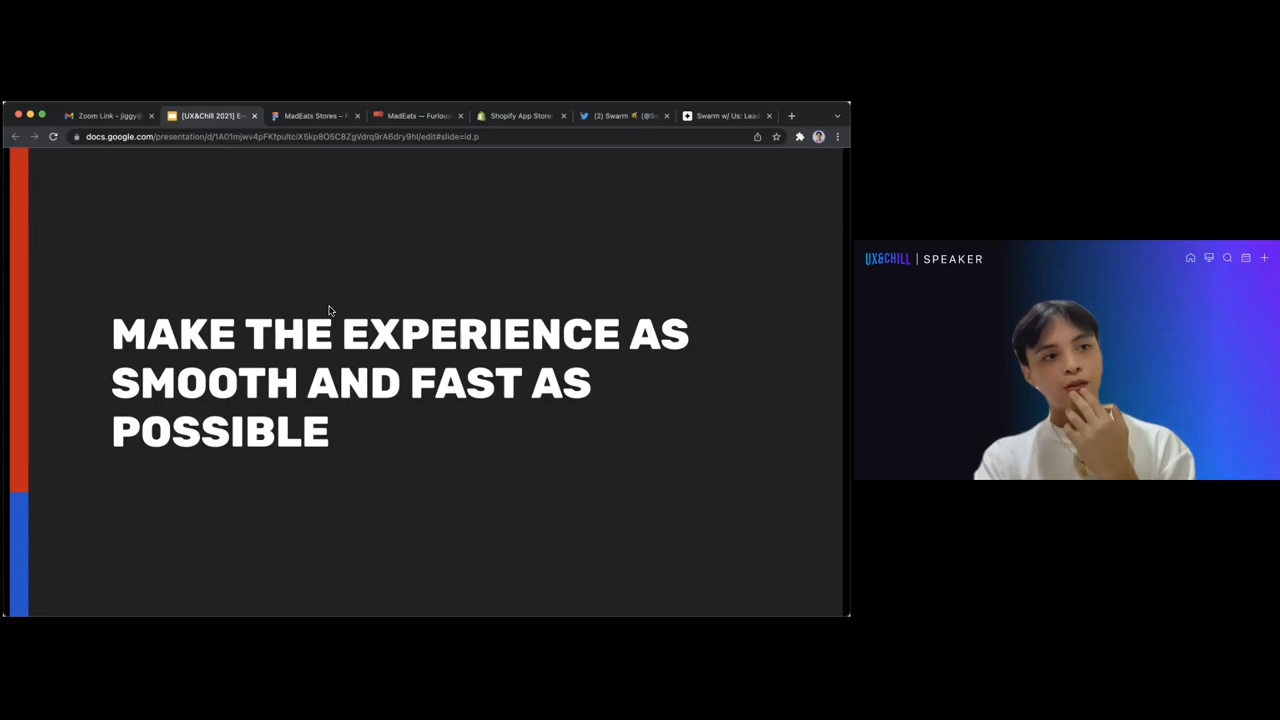 Zoom Link - jiggy@
[UX&Chill 2021] E-
MadEats Stores –
MadEats — Furious
Shopify App Store
(2) Swarm
Swarm w/ Us: Lead
docs.google.com/presentation/d/1A01mjwv4pFKfpultciX5kp8O5C8ZgVdrq9rA6dry9hI/edit#slide=id.p
MAKE THE EXPERIENCE AS
SMOOTH AND FAST AS
POSSIBLE
UX&CHILL | SPEAKER